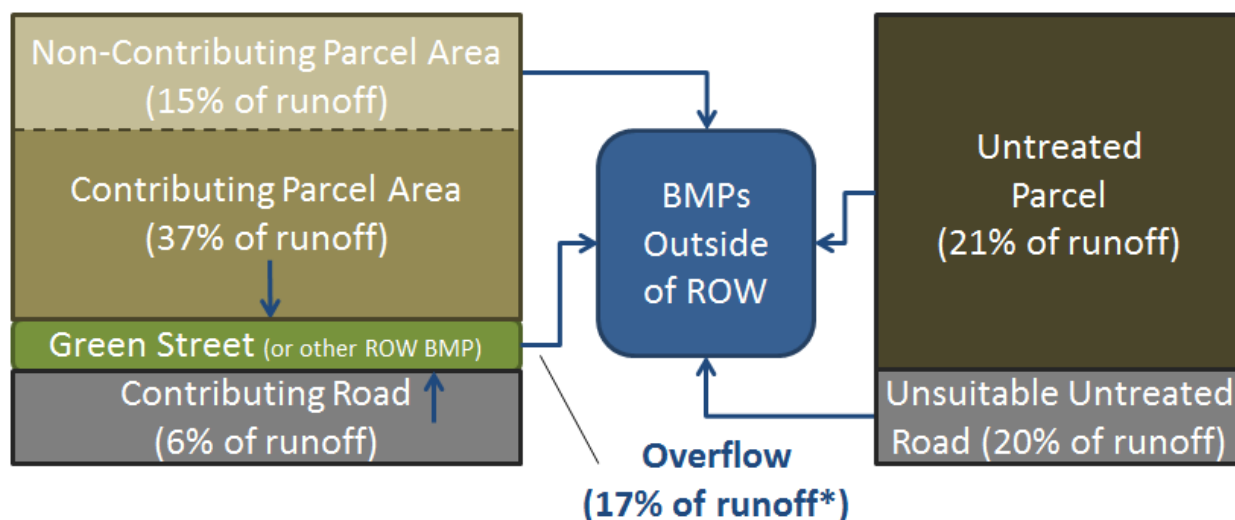 Non-Contributing Parcel Area
(15% of runoff)
Contributing Parcel Area
(37% of runoff)
Green Street (or other ROW BMP)
Contributing Road
(6% of runoff)
BMPs
Outside
of ROW
Overflow
(17% of runoff*)
Untreated
Parcel
(21% of runoff)
Unsuitable Untreated
Road (20% of runoff)